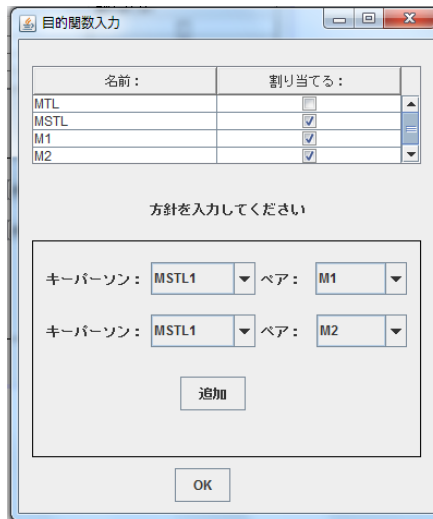 目的関数入力
名前： 割り当てる：
MTL
MSTL
M1
M2
方針を入力してください
キーパーソン： MSTL1 ペア： M1
キーパーソン： MSTL1 ペア： M2
追加
OK